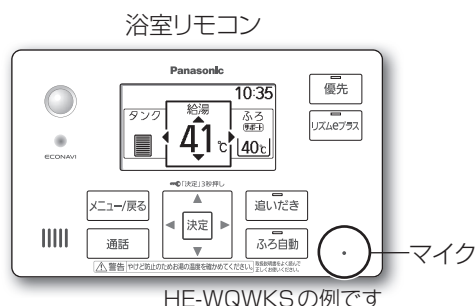 浴室リモコン
Panasonic
10:35
優先
タンク
給湯
ふろ
サポート
41℃
40℃
リズムeプラス
ECONAVI
「決定」3秒押し
メニュー/戻る
決定
追いだき
通話
ふろ自動
マイク
警告 やけど防止のためお湯の温度を確かめてください。
HE-WQWKSの例です